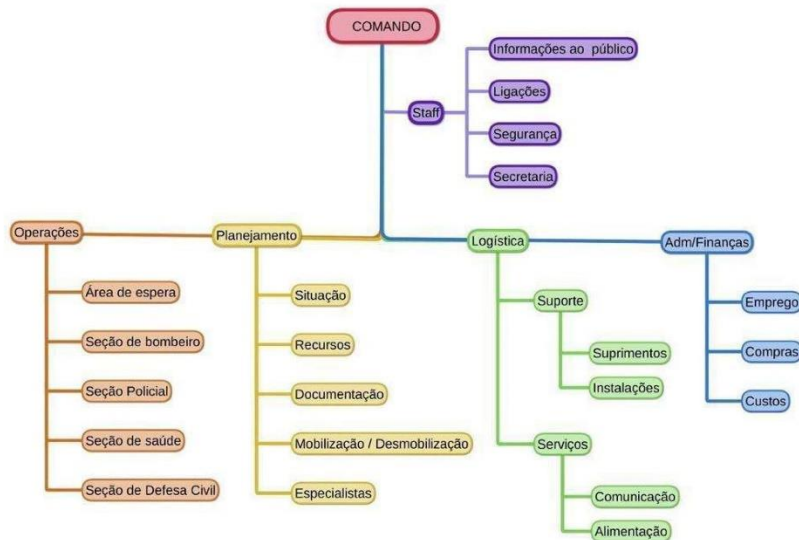 COMANDO
Informações ao público
Ligações
Staff
Segurança
Secretaria
Operações
Planejamento
Logística
Adm/Finanças
Área de espera
Seção de bombeiro
Seção Policial
Seção de saúde
Seção de Defesa Civil
Situação
Recursos
Documentação
Mobilização / Desmobilização
Especialistas
Suporte
Suprimentos
Instalações
Serviços
Comunicação
Alimentação
Emprego
Compras
Custos